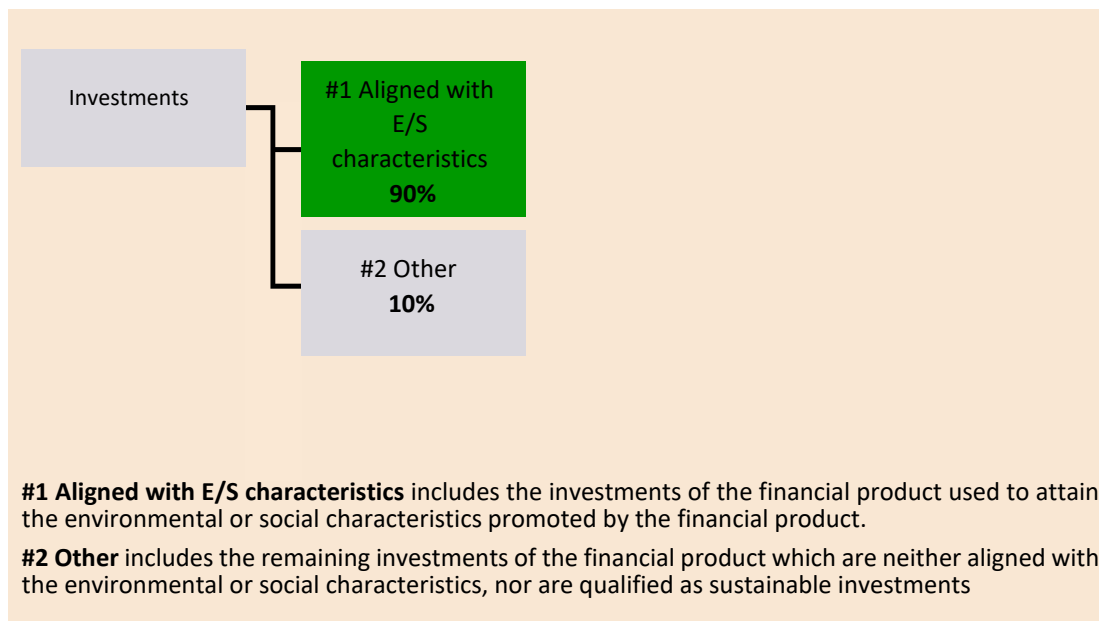 Investments
#1 Aligned with
E/S
characteristics
90%
#2 Other
10%
#1 Aligned with E/S characteristics includes the investments of the financial product used to attain
the environmental or social characteristics promoted by the financial product.
#2 Other includes the remaining investments of the financial product which are neither aligned with
the environmental or social characteristics, nor are qualified as sustainable investments